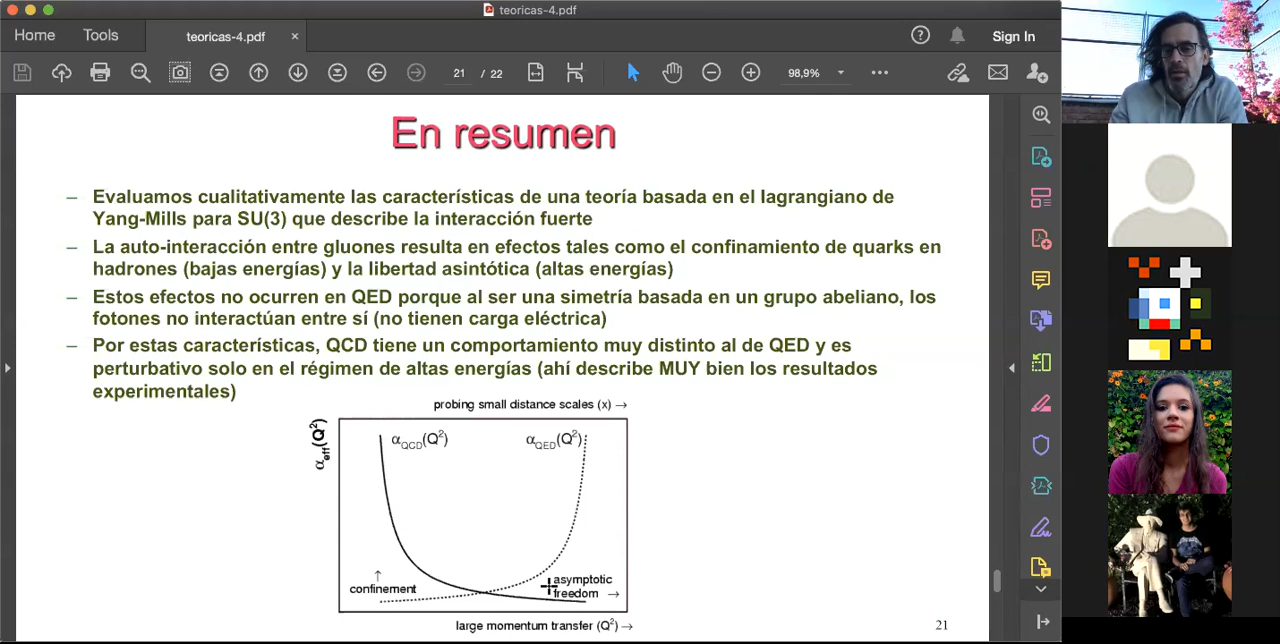 teoricas-4.pdf
Home Tools teoricas-4.pdf × Sign In
21 / 22 98,9%
En resumen
– Evaluamos cualitativamente las características de una teoría basada en el lagrangiano de
Yang-Mills para SU(3) que describe la interacción fuerte
– La auto-interacción entre gluones resulta en efectos tales como el confinamiento de quarks en
hadrones (bajas energías) y la libertad asintótica (altas energías)
– Estos efectos no ocurren en QED porque al ser una simetría basada en un grupo abeliano, los
fotones no interactúan entre sí (no tienen carga eléctrica)
– Por estas características, QCD tiene un comportamiento muy distinto al de QED y es
perturbativo solo en el régimen de altas energías (ahí describe MUY bien los resultados
experimentales)
probing small distance scales (x) →
α_eff(Q²)
α_QCD(Q²) α_QED(Q²)
↑
confinement
asymptotic
freedom →
large momentum transfer (Q²) →
21